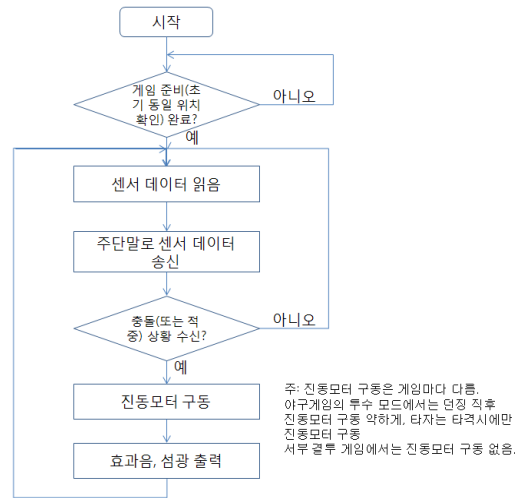 시작
게임 준비(초
기 동일 위치
확인) 완료?
아니오
예
센서 데이터 읽음
주단말로 센서 데이터
송신
충돌(또는 적
중) 상황 수신?
아니오
예
진동모터 구동
효과음, 섬광 출력
주: 진동모터 구동은 게임마다 다름.
야구게임의 투수 모드에서는 던짐 직후
진동모터 구동 약하게, 타자는 타격시에만
진동모터 구동
서부 결투 게임에서는 진동모터 구동 없음.